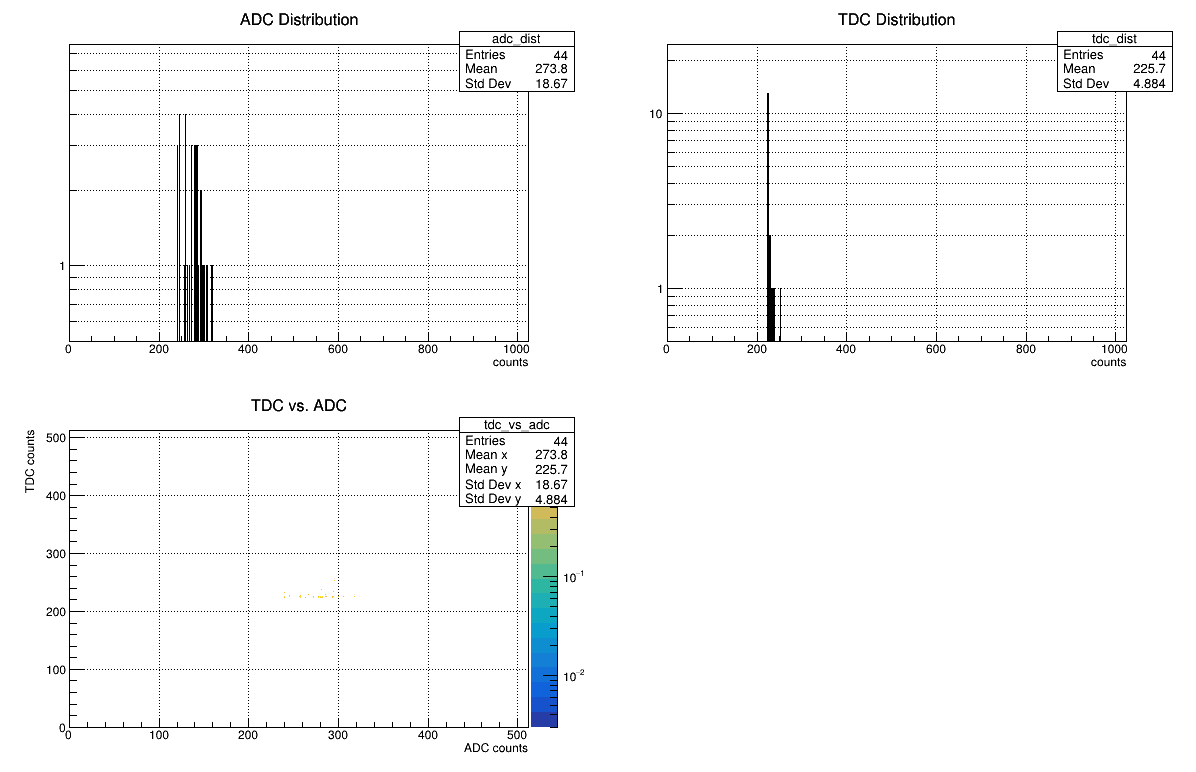 ADC Distribution
adc_dist
Entries 44
Mean 273.8
Std Dev 18.67
1
0 200 400 600 800 1000
counts
TDC Distribution
tdc_dist
Entries 44
Mean 225.7
Std Dev 4.884
10
1
0 200 400 600 800 1000
counts
TDC vs. ADC
tdc_vs_adc
Entries 44
Mean x 273.8
Mean y 225.7
Std Dev x 18.67
Std Dev y 4.884
TDC counts
500
400
300
200
100
0
0 100 200 300 400 500
ADC counts
10⁻¹
10⁻²